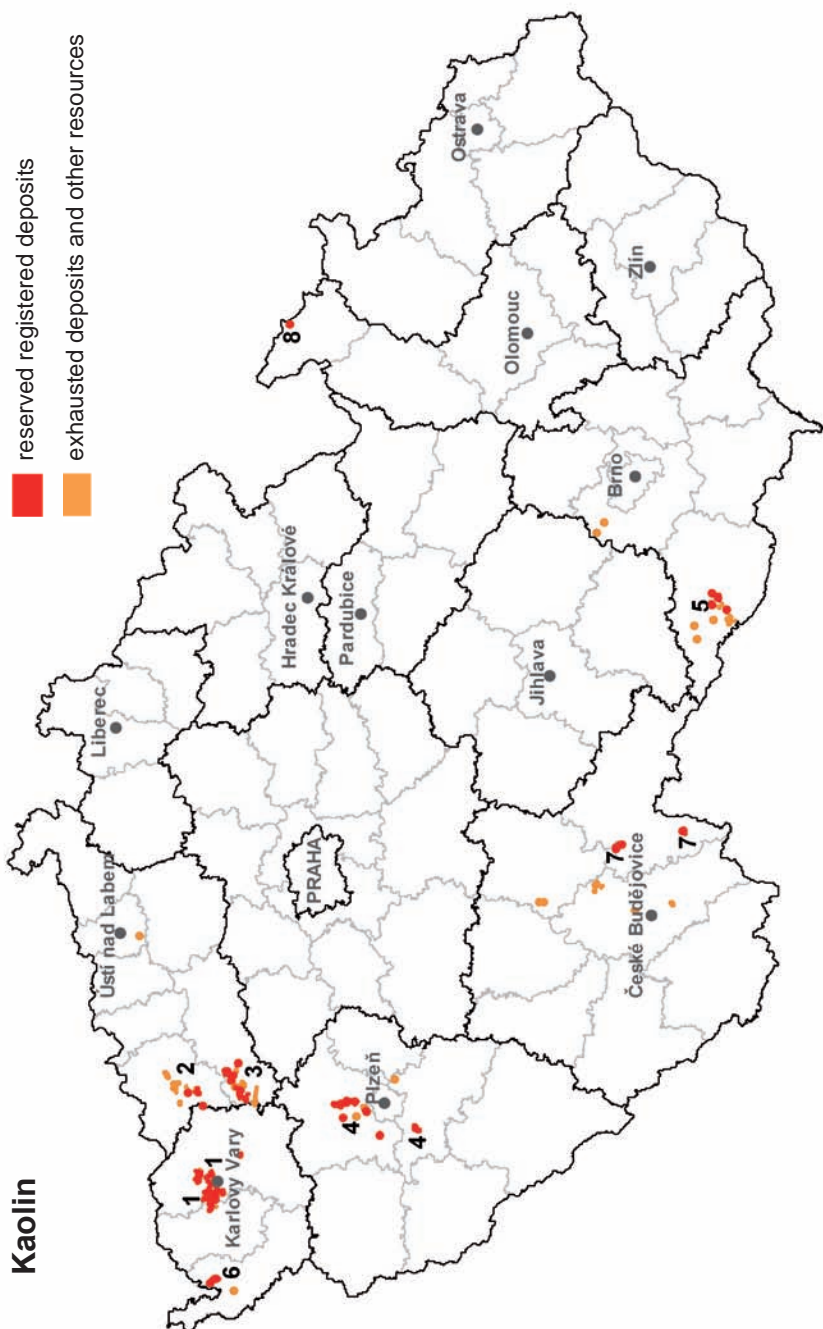 Kaolin
reserved registered deposits
exhausted deposits and other resources
Liberec
Ústí nad Labem
2
3
1
1
Karlovy Vary
6
Hradec Králové
Pardubice
PRAHA
8
4
Plzeň
4
Ostrava
Olomouc
Jihlava
Brno
Zlín
7
České Budějovice
7
5